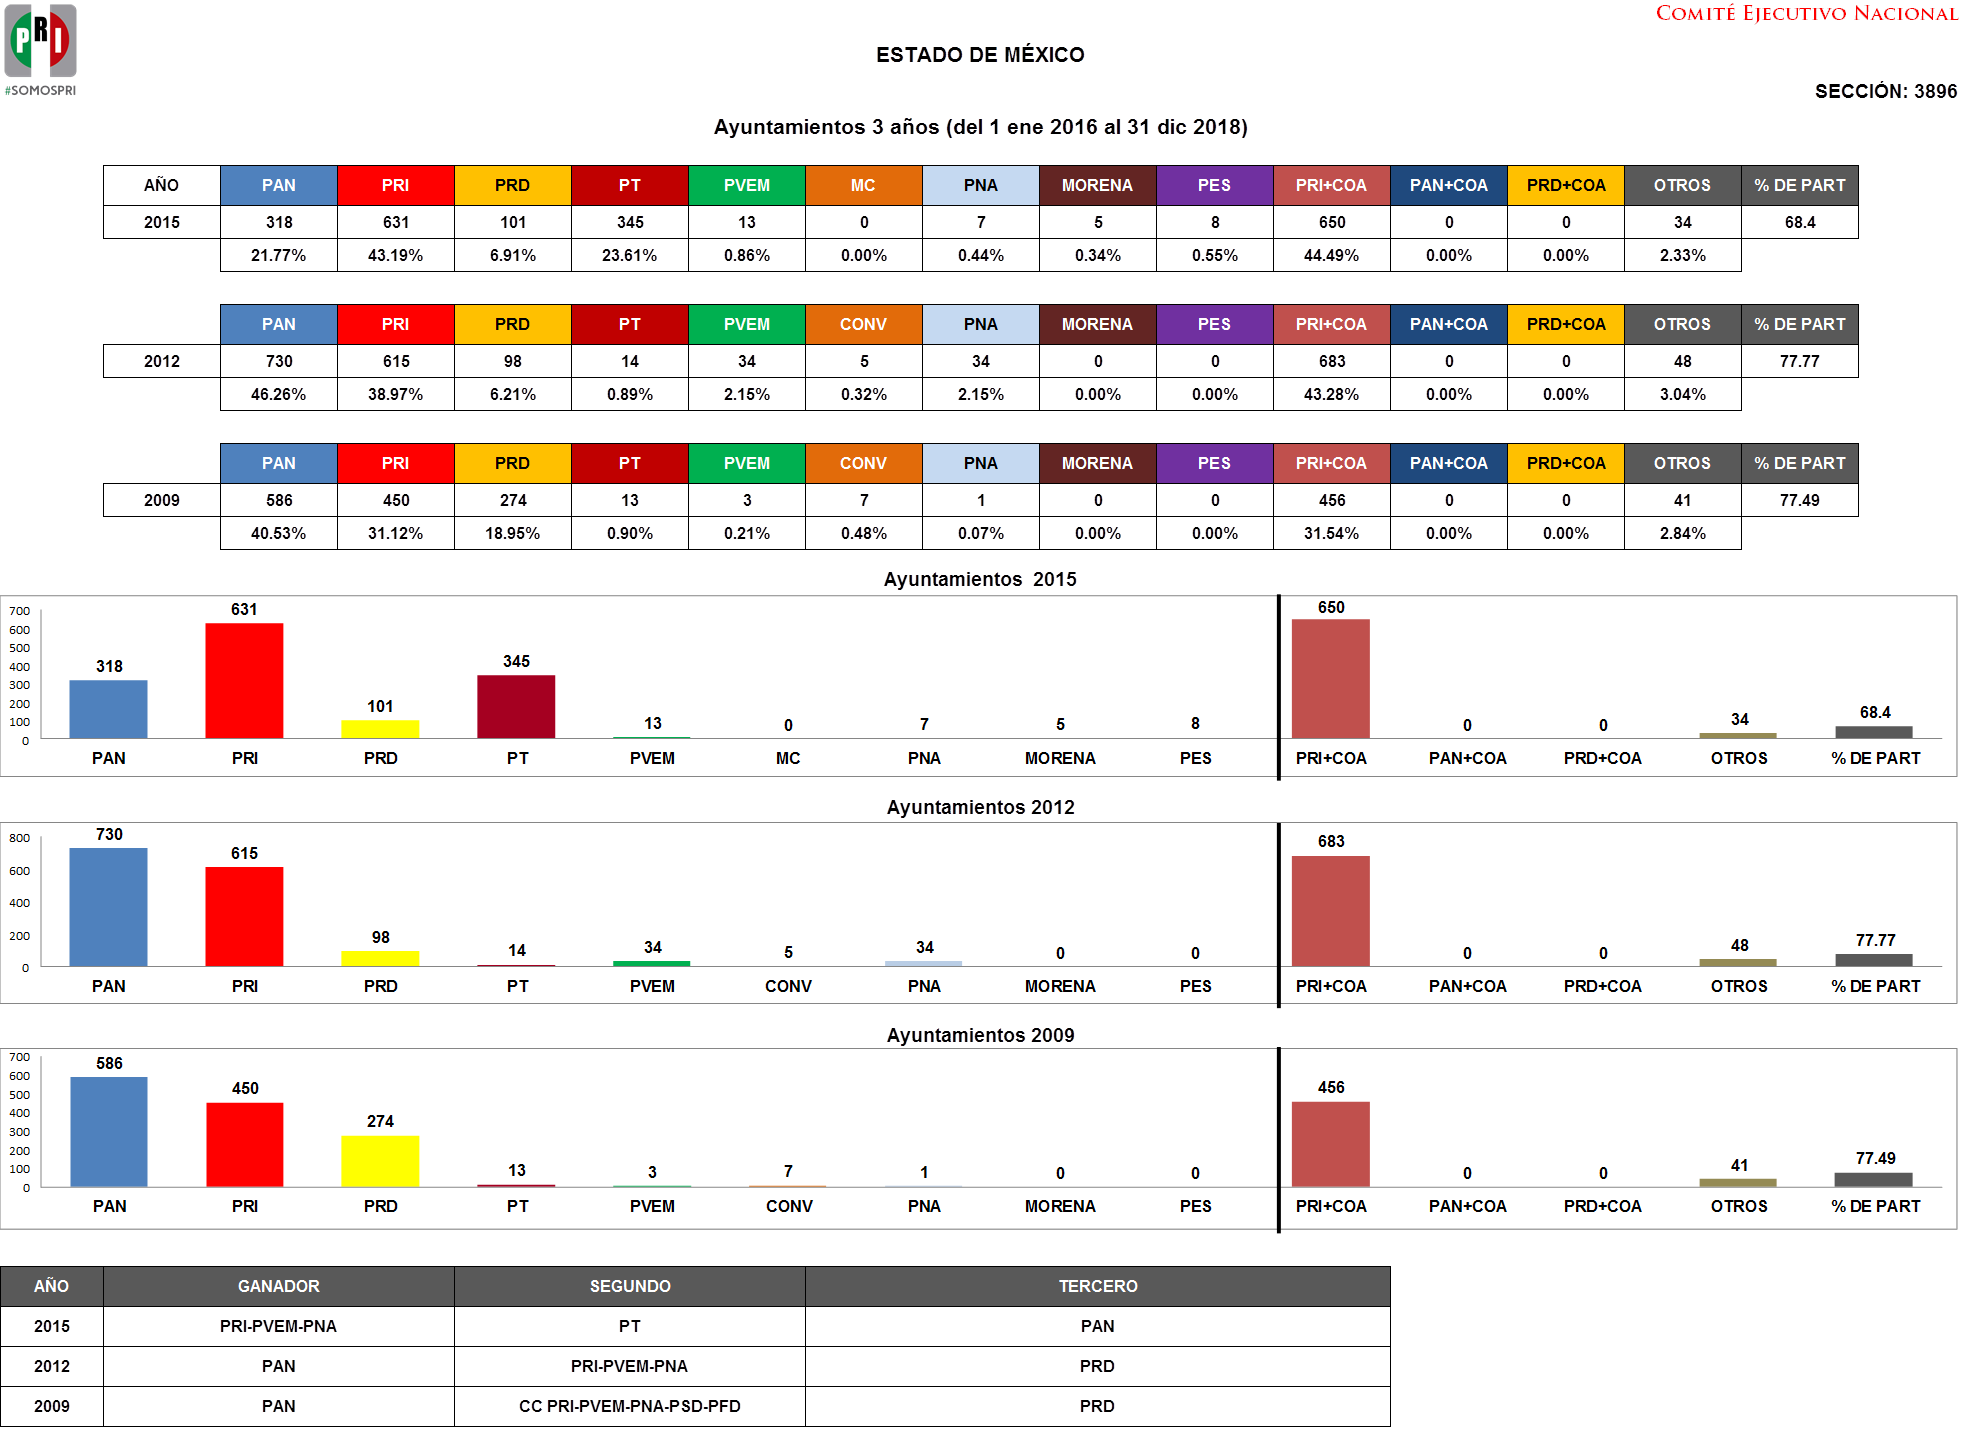 PRI
#SOMOSPRI
COMITÉ EJECUTIVO NACIONAL
ESTADO DE MÉXICO
SECCIÓN: 3896
Ayuntamientos 3 años (del 1 ene 2016 al 31 dic 2018)
AÑO PAN PRI PRD PT PVEM MC PNA MORENA PES PRI+COA PAN+COA PRD+COA OTROS % DE PART
2015 318 631 101 345 13 0 7 5 8 650 0 0 34 68.4
21.77% 43.19% 6.91% 23.61% 0.86% 0.00% 0.44% 0.34% 0.55% 44.49% 0.00% 0.00% 2.33%
PAN PRI PRD PT PVEM CONV PNA MORENA PES PRI+COA PAN+COA PRD+COA OTROS % DE PART
2012 730 615 98 14 34 5 34 0 0 683 0 0 48 77.77
46.26% 38.97% 6.21% 0.89% 2.15% 0.32% 2.15% 0.00% 0.00% 43.28% 0.00% 0.00% 3.04%
PAN PRI PRD PT PVEM CONV PNA MORENA PES PRI+COA PAN+COA PRD+COA OTROS % DE PART
2009 586 450 274 13 3 7 1 0 0 456 0 0 41 77.49
40.53% 31.12% 18.95% 0.90% 0.21% 0.48% 0.07% 0.00% 0.00% 31.54% 0.00% 0.00% 2.84%
Ayuntamientos 2015
700
600
500
400
300
200
100
0
318 631 101 345 13 0 7 5 8 650 0 0 34 68.4
PAN PRI PRD PT PVEM MC PNA MORENA PES PRI+COA PAN+COA PRD+COA OTROS % DE PART
Ayuntamientos 2012
800
600
400
200
0
730 615 98 14 34 5 34 0 0 683 0 0 48 77.77
PAN PRI PRD PT PVEM CONV PNA MORENA PES PRI+COA PAN+COA PRD+COA OTROS % DE PART
Ayuntamientos 2009
700
600
500
400
300
200
100
0
586 450 274 13 3 7 1 0 0 456 0 0 41 77.49
PAN PRI PRD PT PVEM CONV PNA MORENA PES PRI+COA PAN+COA PRD+COA OTROS % DE PART
AÑO GANADOR SEGUNDO TERCERO
2015 PRI-PVEM-PNA PT PAN
2012 PAN PRI-PVEM-PNA PRD
2009 PAN CC PRI-PVEM-PNA-PSD-PFD PRD